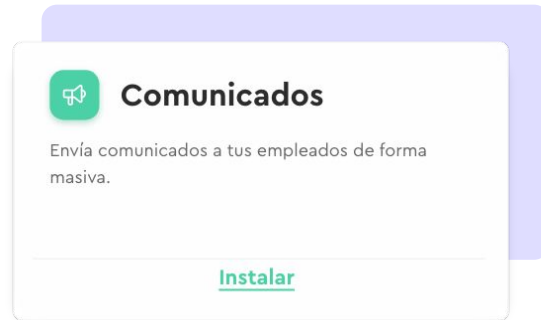 Comunicados
Envía comunicados a tus empleados de forma
masiva.
Instalar